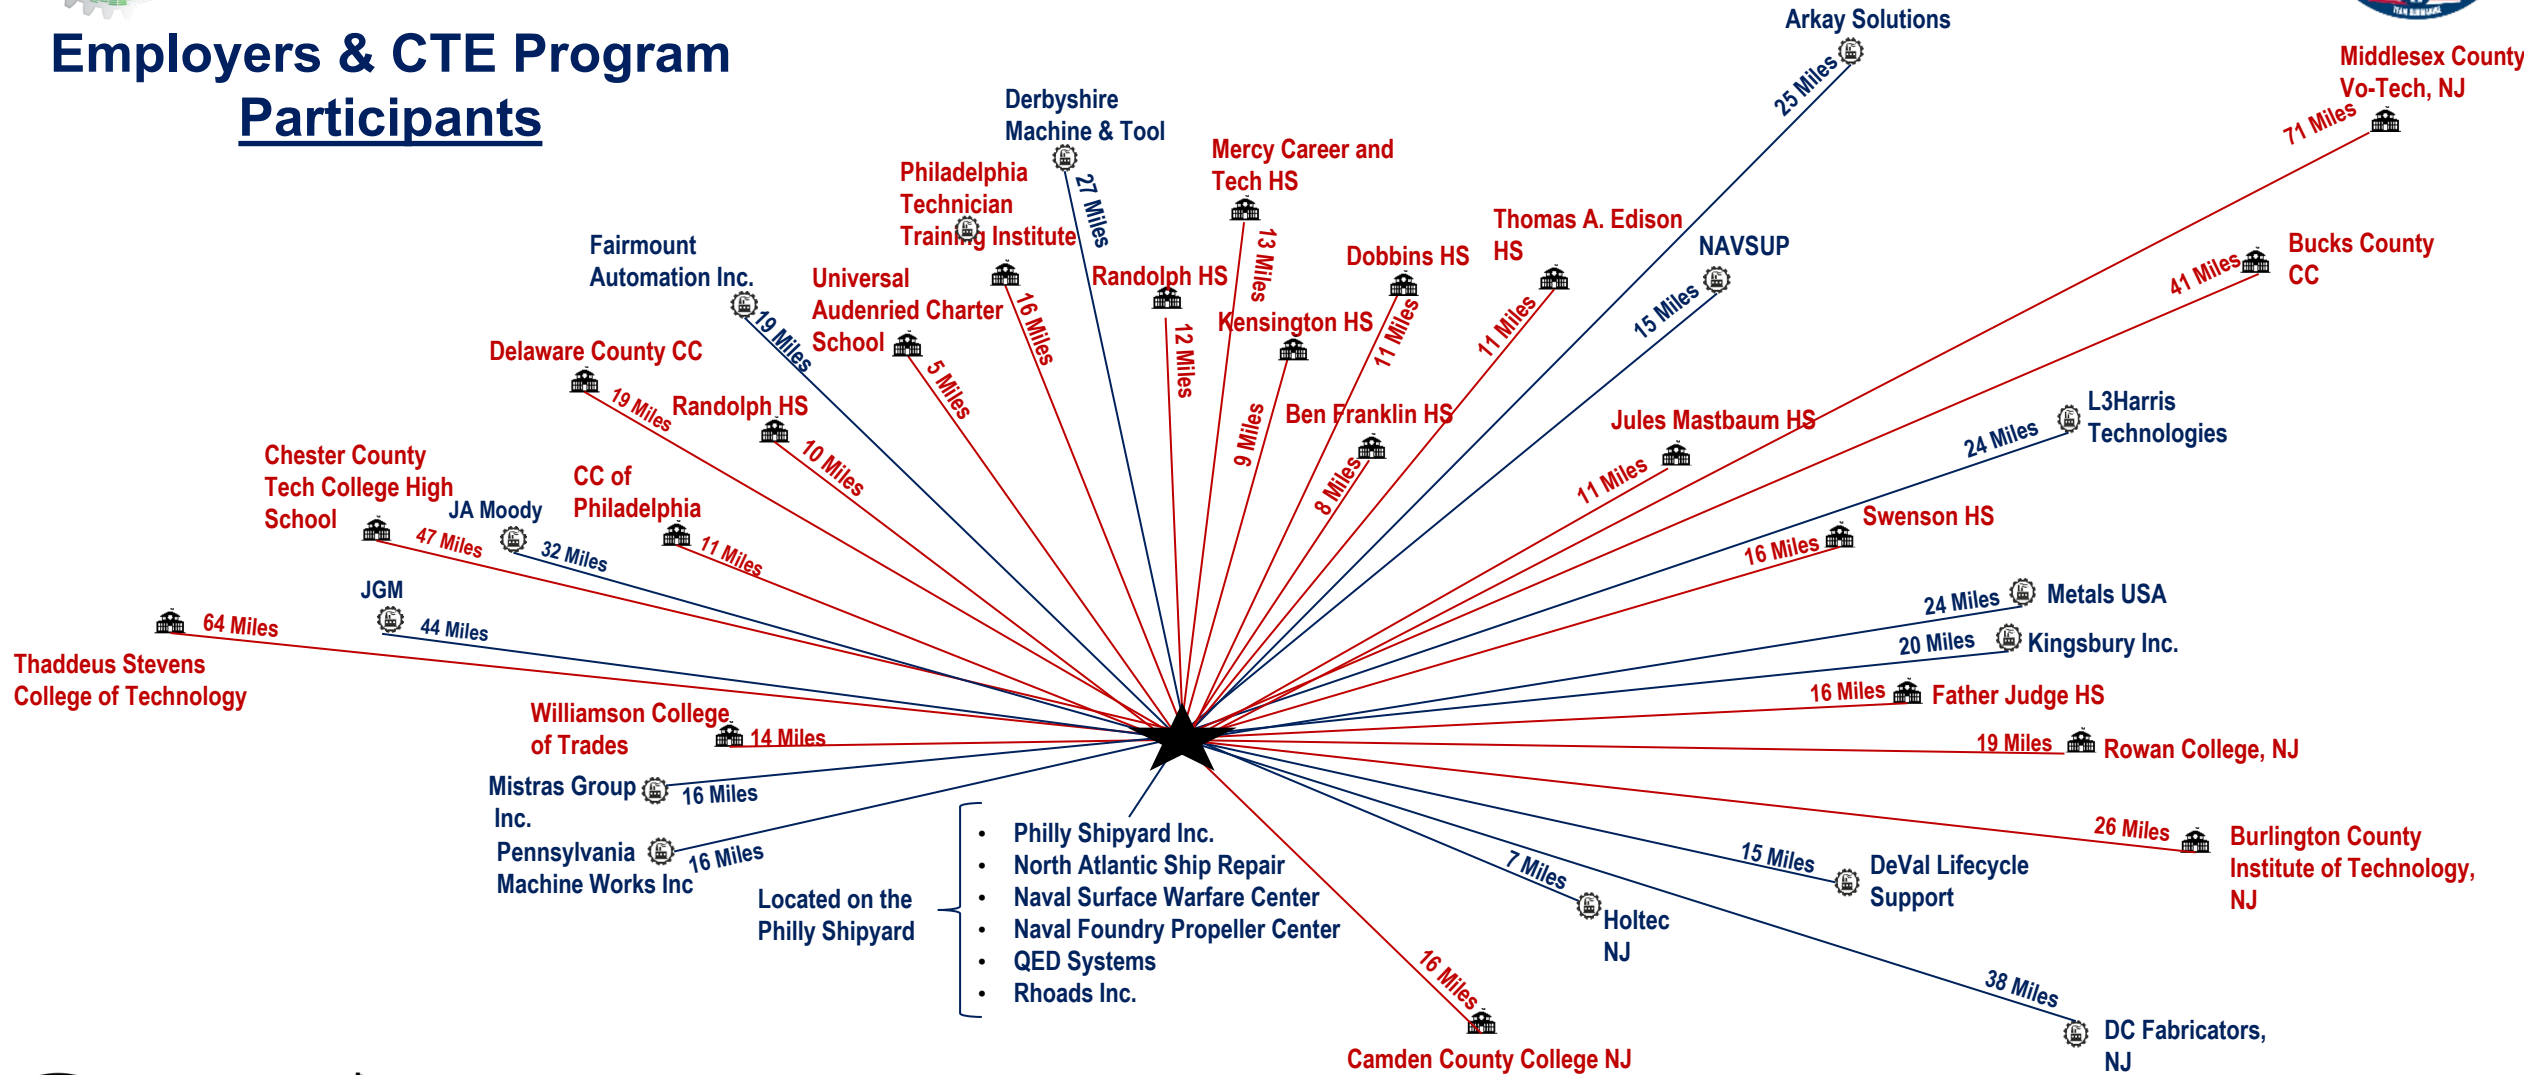 Employers & CTE Program
Participants
Arkay Solutions
25 Miles
Middlesex County
Vo-Tech, NJ
71 Miles
Derbyshire
Machine & Tool
27 Miles
Mercy Career and
Tech HS
13 Miles
Philadelphia
Technician
Training Institute
16 Miles
Thomas A. Edison
HS
11 Miles
NAVSUP
15 Miles
Bucks County
CC
41 Miles
Fairmount
Automation Inc.
19 Miles
Universal
Audenried Charter
School
5 Miles
Randolph HS
12 Miles
Dobbins HS
11 Miles
Kensington HS
9 Miles
Delaware County CC
19 Miles
Randolph HS
10 Miles
Ben Franklin HS
8 Miles
Jules Mastbaum HS
11 Miles
L3Harris
Technologies
24 Miles
Chester County
Tech College High
School
47 Miles
JA Moody
32 Miles
CC of
Philadelphia
11 Miles
Swenson HS
16 Miles
JGM
44 Miles
Metals USA
24 Miles
Thaddeus Stevens
College of Technology
64 Miles
Kingsbury Inc.
20 Miles
Father Judge HS
16 Miles
Williamson College
of Trades
14 Miles
Rowan College, NJ
19 Miles
Mistras Group
Inc.
16 Miles
Pennsylvania
Machine Works Inc
16 Miles
Located on the
Philly Shipyard
• Philly Shipyard Inc.
• North Atlantic Ship Repair
• Naval Surface Warfare Center
• Naval Foundry Propeller Center
• QED Systems
• Rhoads Inc.
Burlington County
Institute of Technology,
NJ
26 Miles
DeVal Lifecycle
Support
15 Miles
Holtec
NJ
7 Miles
DC Fabricators,
NJ
38 Miles
16 Miles
Camden County College NJ